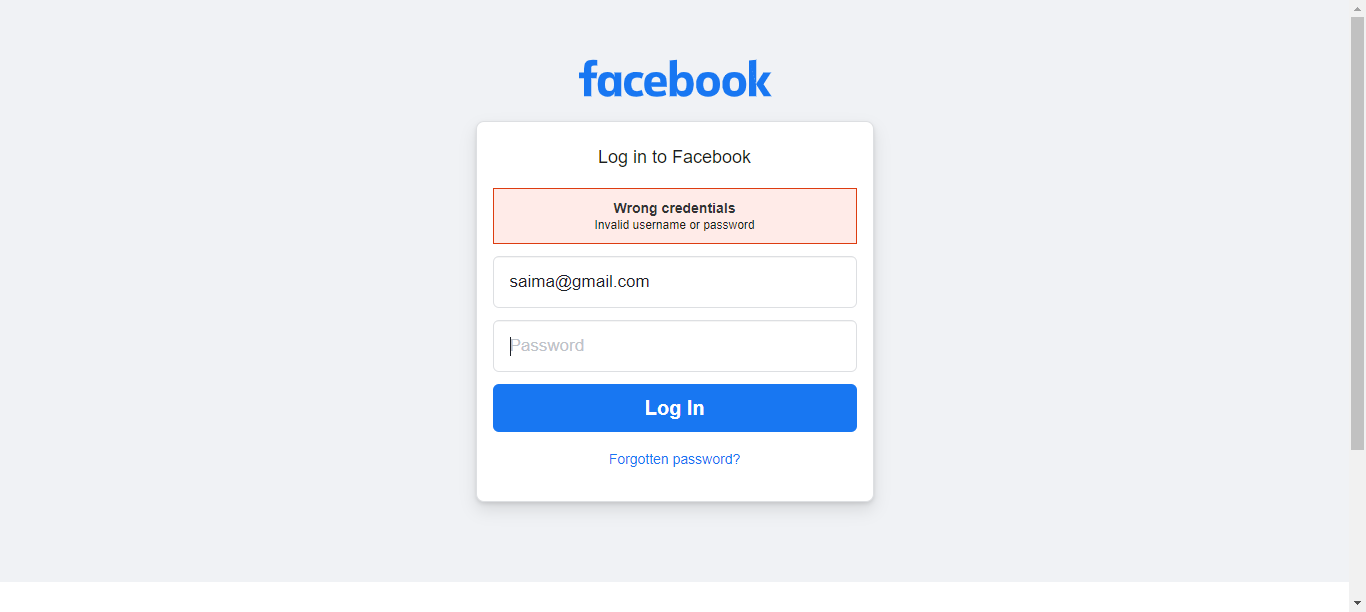 facebook
Log in to Facebook
Wrong credentials
Invalid username or password
saima@gmail.com
Password
Log In
Forgotten password?